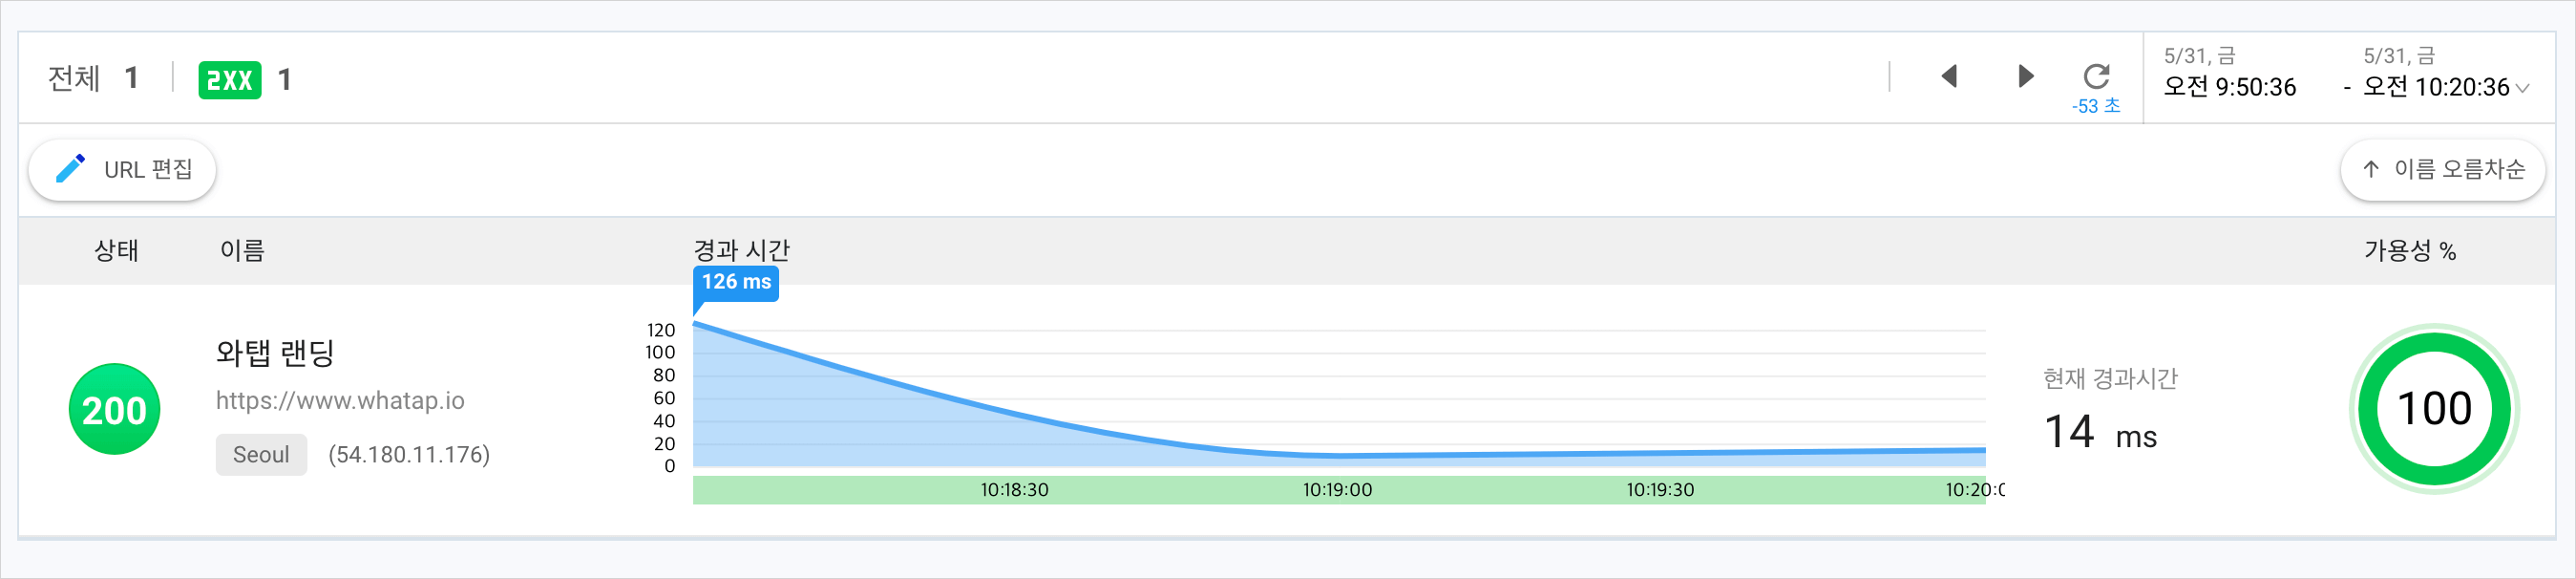 전체 1 2XX 1
-53 초
5/31, 금 5/31, 금
오전 9:50:36 - 오전 10:20:36
URL 편집
이름 오름차순
상태 이름 경과 시간 가용성 %
126 ms
120
100
80
60
40
20
0
10:18:30 10:19:00 10:19:30 10:20:0
200
와탭 랜딩
https://www.whatap.io
Seoul (54.180.11.176)
현재 경과시간
14 ms
100